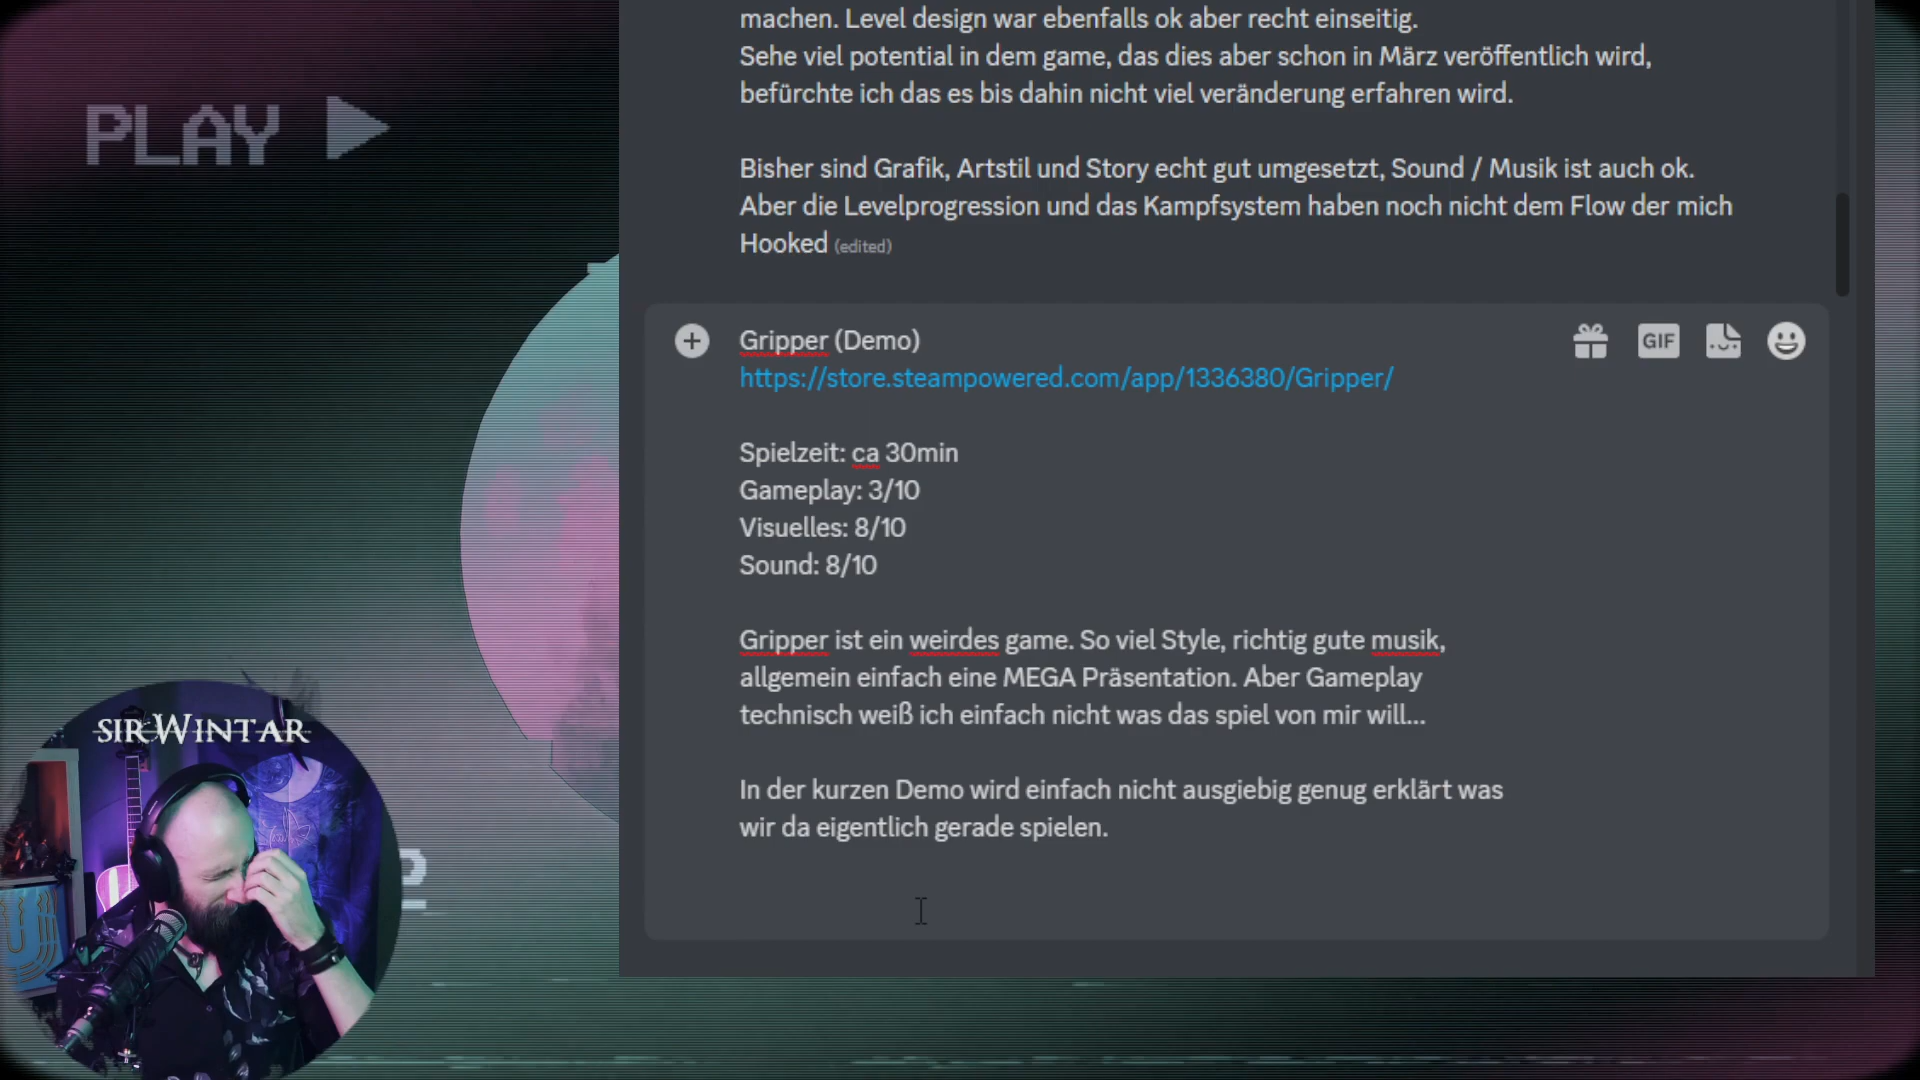 machen. Level design war ebenfalls ok aber recht einseitig.
Sehe viel potential in dem game, das dies aber schon in März veröffentlich wird,
befürchte ich das es bis dahin nicht viel veränderung erfahren wird.
PLAY
Bisher sind Grafik, Artstil und Story echt gut umgesetzt, Sound / Musik ist auch ok.
Aber die Levelprogression und das Kampfsystem haben noch nicht dem Flow der mich
Hooked (edited)
Gripper (Demo)
GIF
https://store.steampowered.com/app/1336380/Gripper/
Spielzeit: ca 30min
Gameplay: 3/10
Visuelles: 8/10
Sound: 8/10
Gripper ist ein weirdes game. So viel Style, richtig gute musik,
allgemein einfach eine MEGA Präsentation. Aber Gameplay
technisch weiß ich einfach nicht was das spiel von mir will...
SIR WINTAR
In der kurzen Demo wird einfach nicht ausgiebig genug erklärt was
wir da eigentlich gerade spielen.